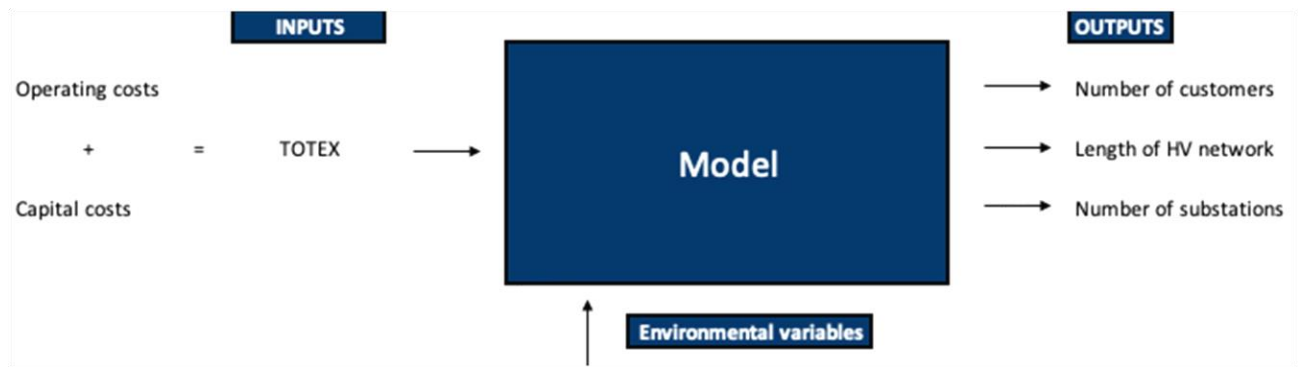 INPUTS
OUTPUTS
Operating costs
Number of customers
+ = TOTEX
Model
Length of HV network
Capital costs
Number of substations
Environmental variables